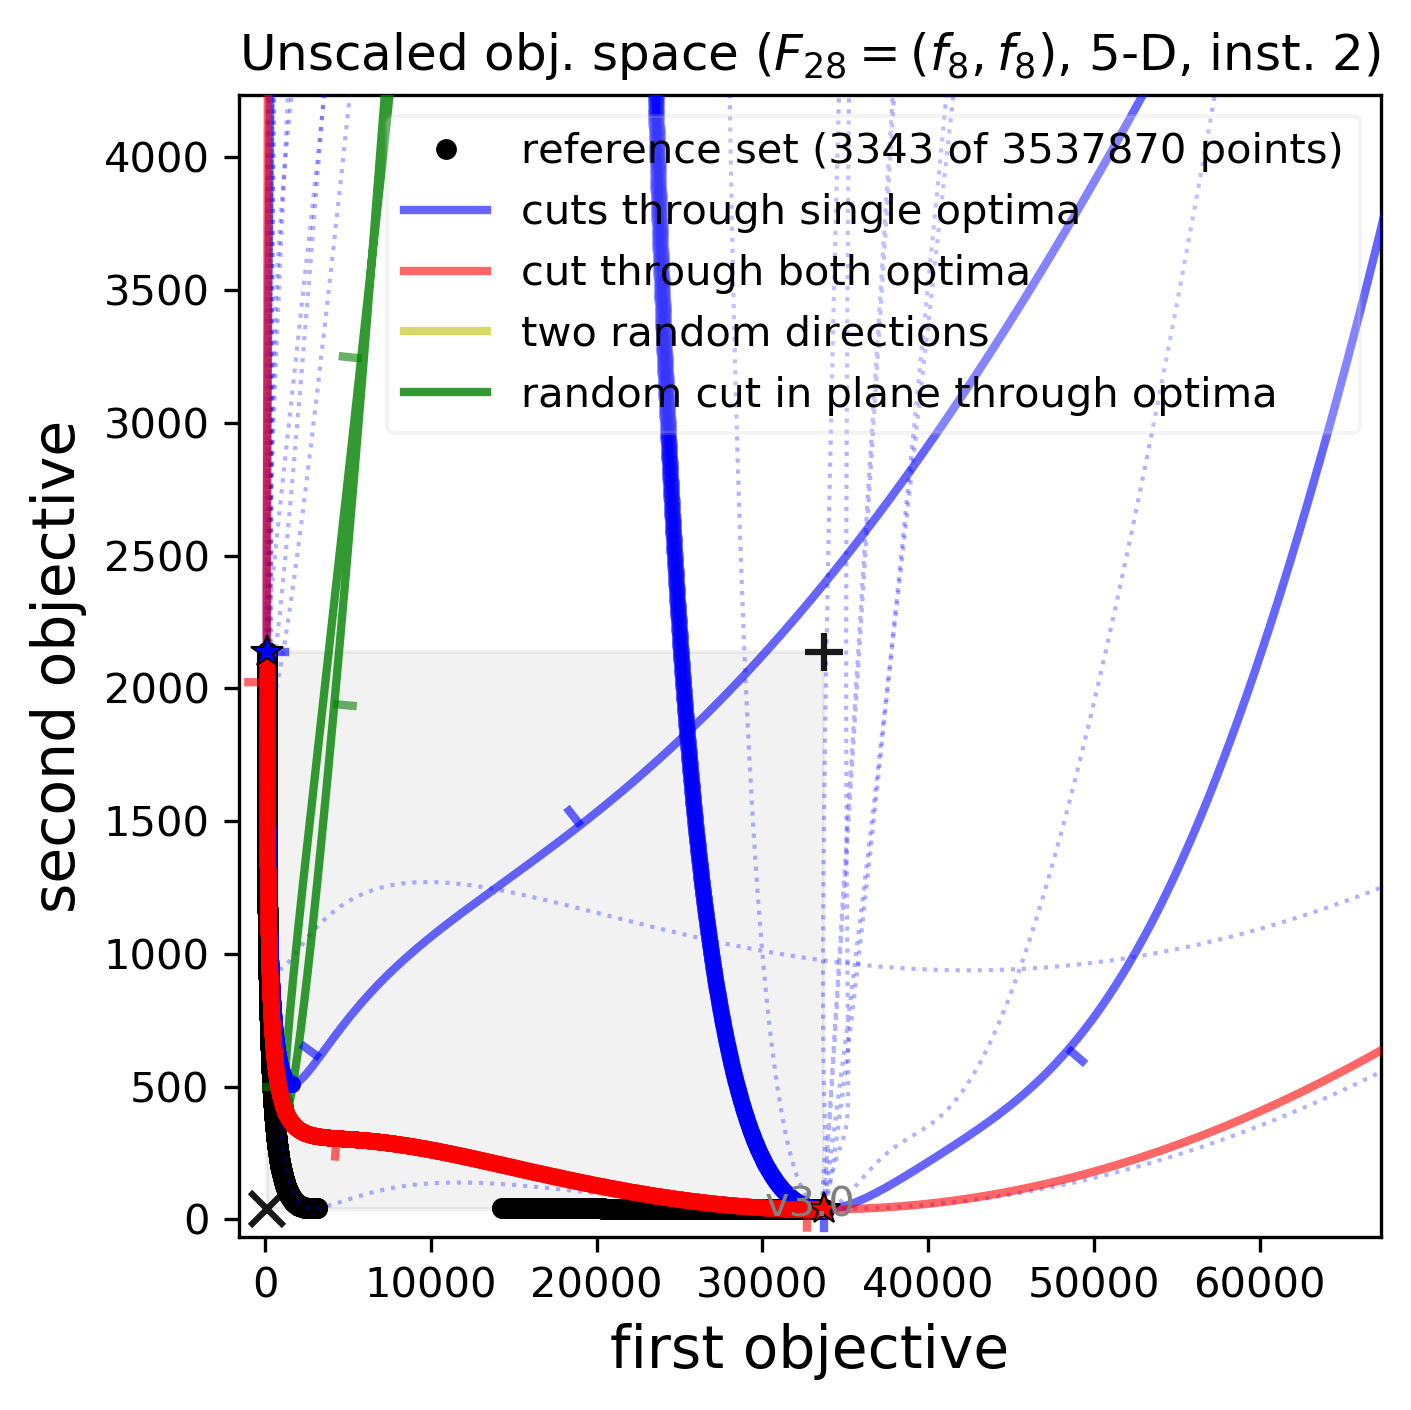 Unscaled obj. space (F₂₈ = (f₈, f₈), 5-D, inst. 2)
reference set (3343 of 3537870 points)
cuts through single optima
cut through both optima
two random directions
random cut in plane through optima
second objective
4000
3500
3000
2500
2000
1500
1000
500
0
v3.0
0 10000 20000 30000 40000 50000 60000
first objective